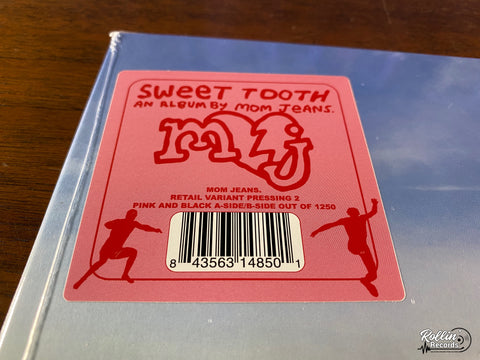 SWEET TOOTH
AN ALBUM BY MOM JEANS.
mj
MOM JEANS.
RETAIL VARIANT PRESSING 2
PINK AND BLACK A-SIDE/B-SIDE OUT OF 1250
8 43563 14850 1
Rollin'
Records